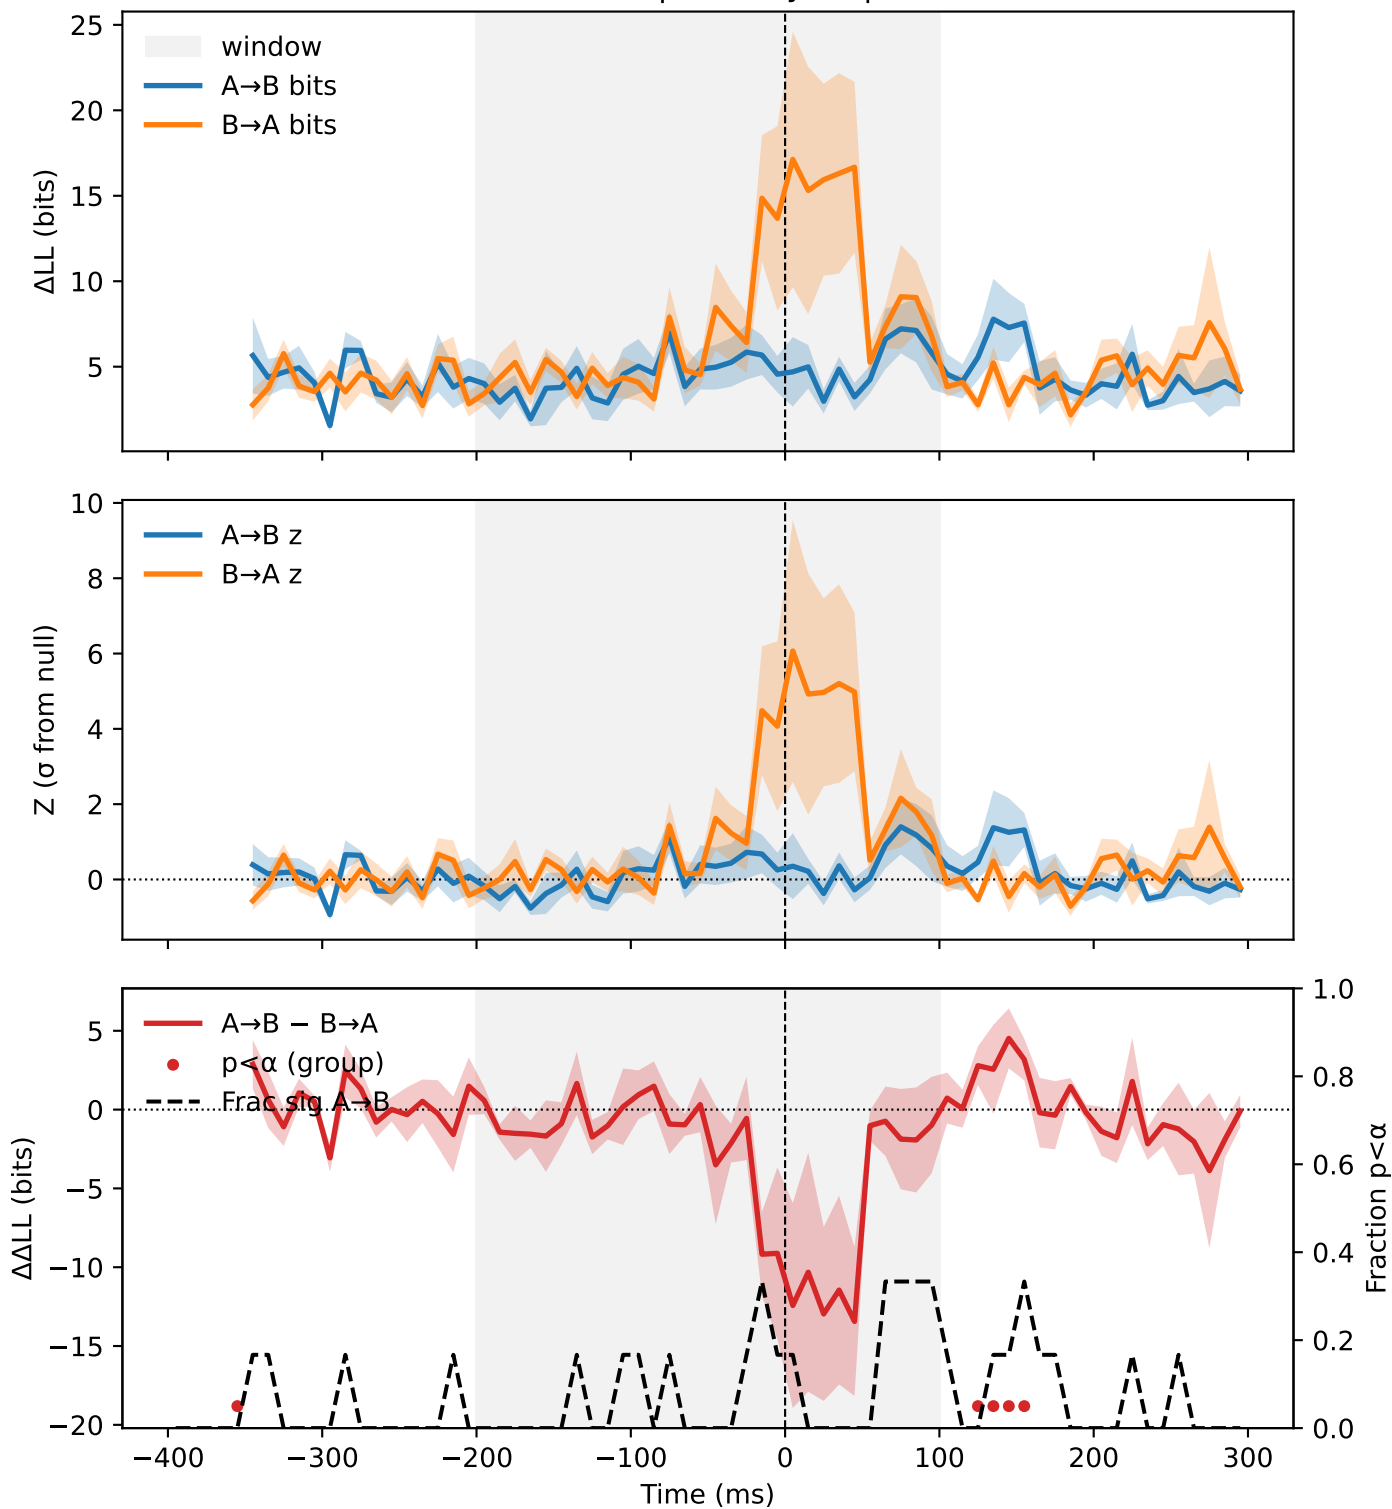 25
20
15
10
5
ΔLL (bits)
window
A→B bits
B→A bits
10
8
6
4
2
0
Z (σ from null)
A→B z
B→A z
5
0
−5
−10
−15
−20
ΔΔLL (bits)
A→B − B→A
p<α (group)
Frac sig A→B
1.0
0.8
0.6
0.4
0.2
0.0
Fraction p<α
−400 −300 −200 −100 0 100 200 300
Time (ms)